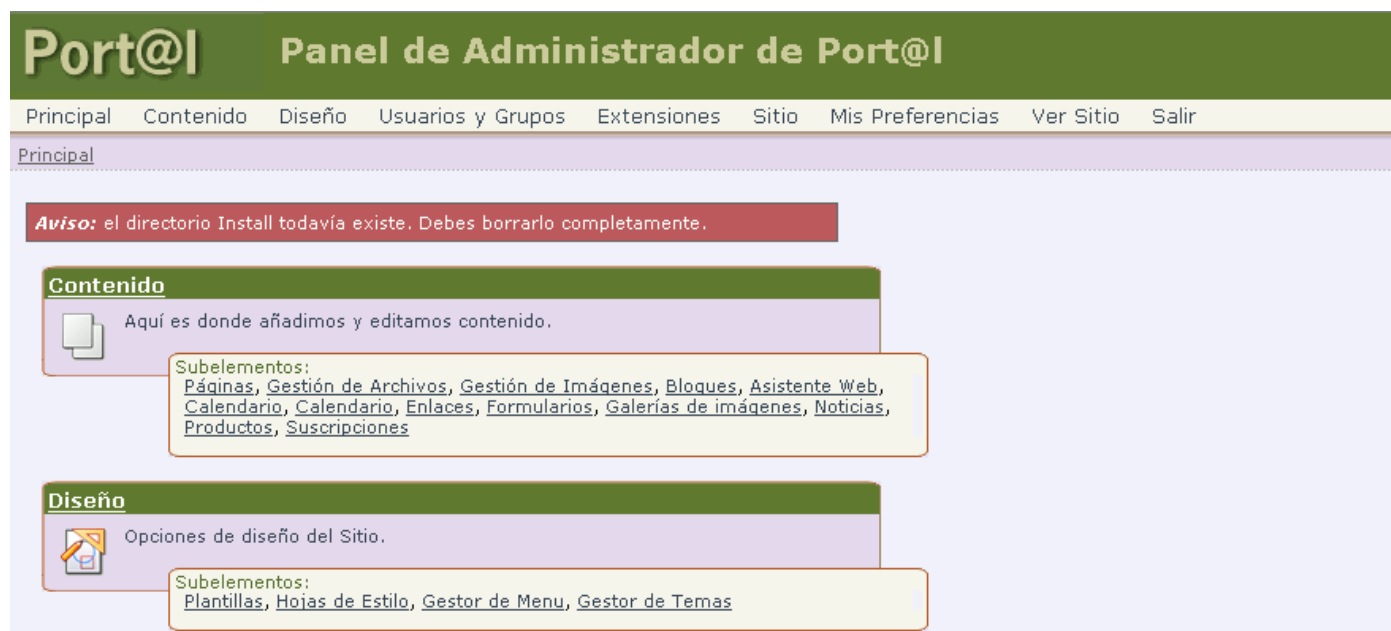 Port@l Panel de Administrador de Port@l
Principal Contenido Diseño Usuarios y Grupos Extensiones Sitio Mis Preferencias Ver Sitio Salir
Principal
Aviso: el directorio Install todavía existe. Debes borrarlo completamente.
Contenido
Aquí es donde añadimos y editamos contenido.
Subelementos:
Páginas, Gestión de Archivos, Gestión de Imágenes, Bloques, Asistente Web,
Calendario, Calendario, Enlaces, Formularios, Galerías de imágenes, Noticias,
Productos, Suscripciones
Diseño
Opciones de diseño del Sitio.
Subelementos:
Plantillas, Hojas de Estilo, Gestor de Menu, Gestor de Temas